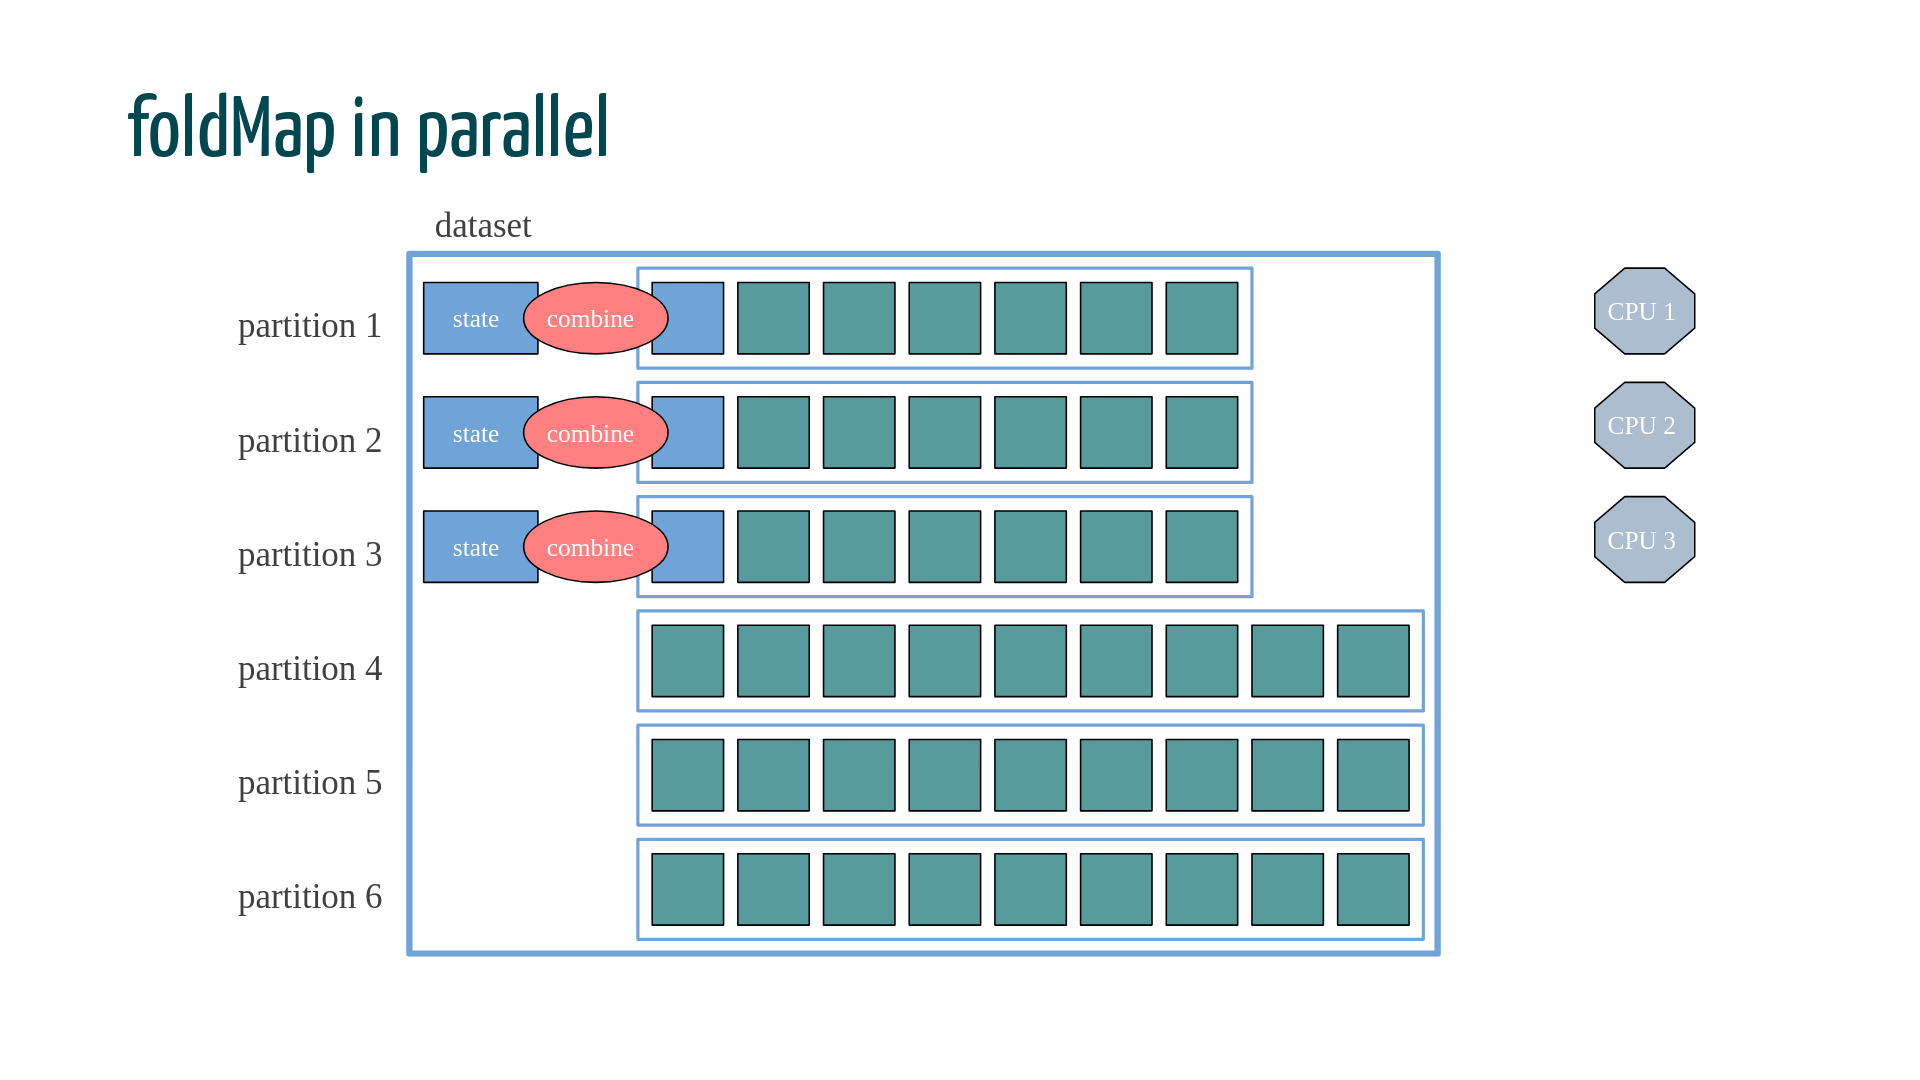 foldMap in parallel
dataset
partition 1 state combine CPU 1
partition 2 state combine CPU 2
partition 3 state combine CPU 3
partition 4
partition 5
partition 6